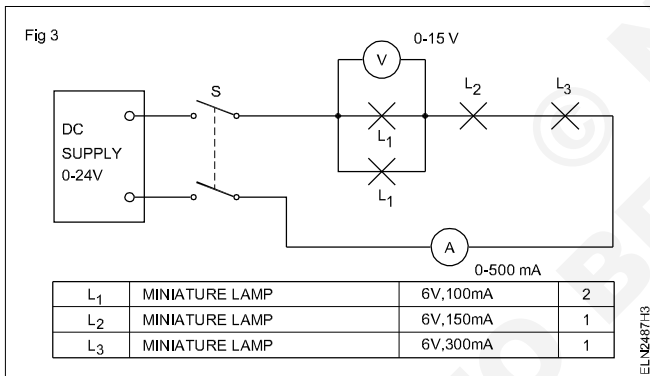 Fig 3
0-15 V
V
S
L2
L3
DC
SUPPLY
0-24V
L1
L1
A
0-500 mA
L1 MINIATURE LAMP 6V,100mA 2
L2 MINIATURE LAMP 6V,150mA 1
L3 MINIATURE LAMP 6V,300mA 1
ELN2487H3